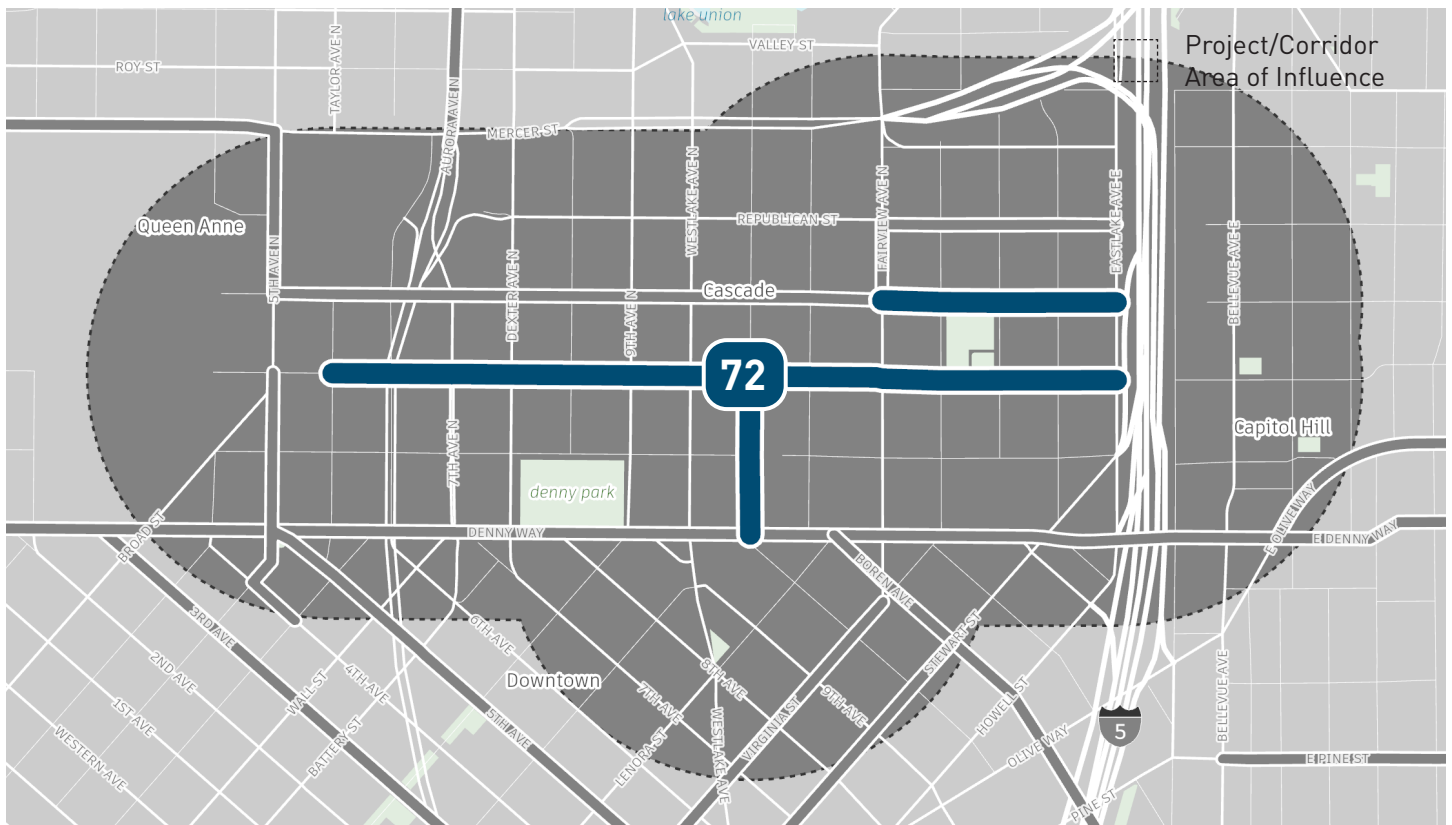 lake union
VALLEY ST
Project/Corridor
Area of Influence
ROY ST
TAYLOR AVE N
AURORA AVE N
MERCER ST
WESTLAKE AVE N
FAIRVIEW AVE N
EASTLAKE AVE E
BELLEVUE AVE E
Queen Anne
REPUBLICAN ST
5TH AVE N
DEXTER AVE N
9TH AVE N
Cascade
72
7TH AVE N
Capitol Hill
denny park
DENNY WAY
BROAD ST
E OLIVE WAY
E DENNY WAY
BOREN AVE
3RD AVE
6TH AVE
STEWART ST
2ND AVE
WALL ST
4TH AVE
Downtown
8TH AVE
7TH AVE
9TH AVE
HOWELL ST
1ST AVE
5TH AVE
VIRGINIA ST
WESTLAKE AVE
BELLEVUE AVE
5
WESTERN AVE
BATTERY ST
LENORA ST
OLIVE WAY
E PINE ST
PINE ST